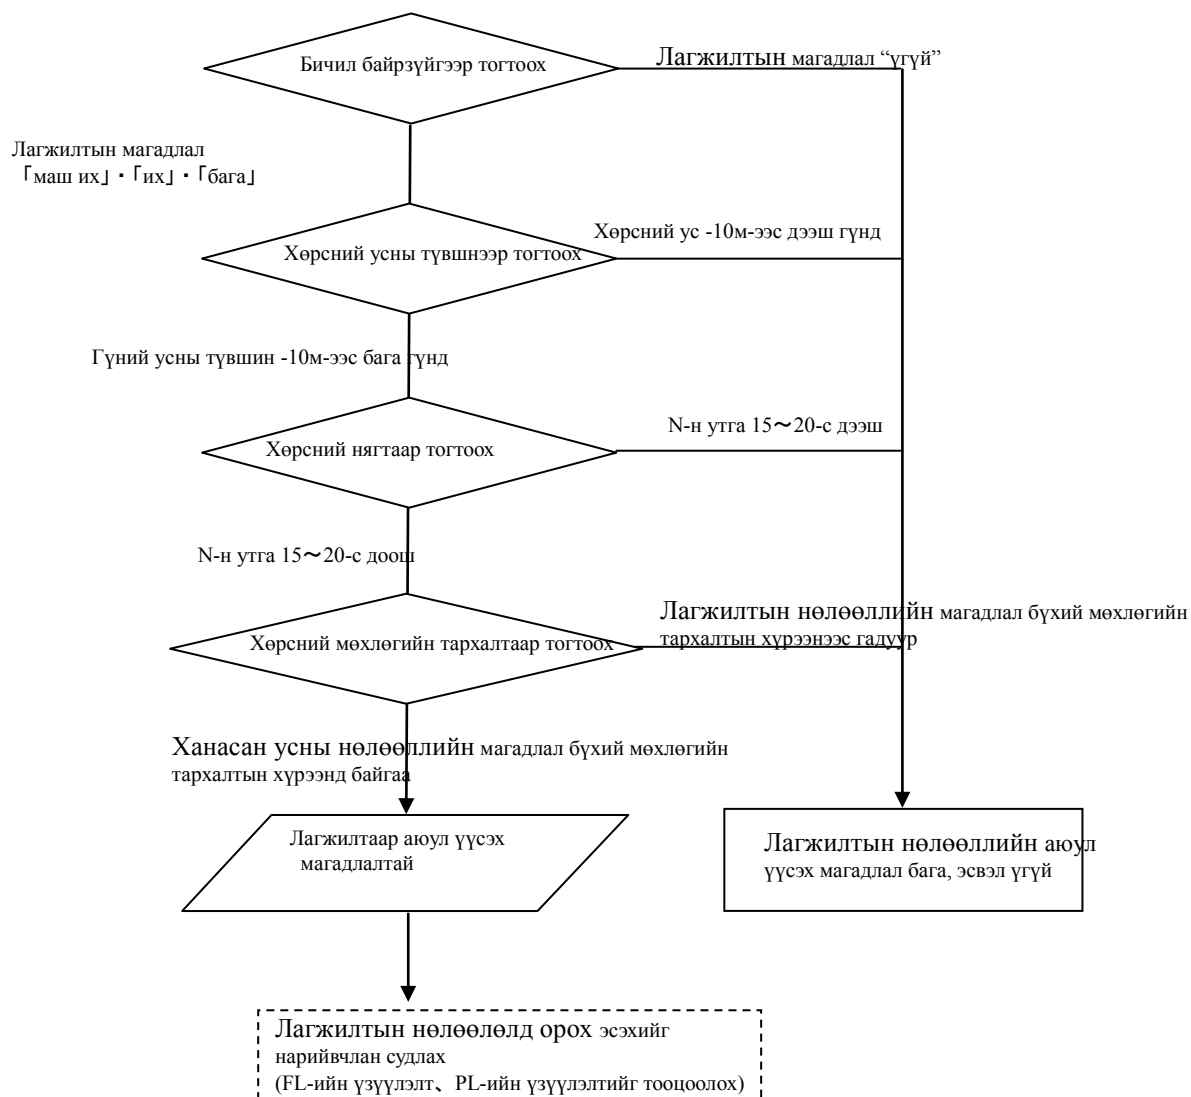 Бичил байрзүйгээр тогтоох
Лагжилтын магадлал “үгүй”
Лагжилтын магадлал
「маш их」・「их」・「бага」
Хөрсний усны түвшнээр тогтоох
Хөрсний ус -10м-ээс дээш гүнд
Гүний усны түвшин -10м-ээс бага гүнд
Хөрсний нягтаар тогтоох
N-н утга 15～20-с дээш
N-н утга 15～20-с доош
Хөрсний мөхлөгийн тархалтаар тогтоох
Лагжилтын нөлөөллийн магадлал бүхий мөхлөгийн
тархалтын хүрээнээс гадуур
Ханасан усны нөлөөллийн магадлал бүхий мөхлөгийн
тархалтын хүрээнд байгаа
Лагжилтаар аюул үүсэх
магадлалтай
Лагжилтын нөлөөллийн аюул
үүсэх магадлал бага, эсвэл үгүй
Лагжилтын нөлөөлөлд орох эсэхийг
нарийвчлан судлах
(FL-ийн үзүүлэлт、PL-ийн үзүүлэлтийг тооцоолох)